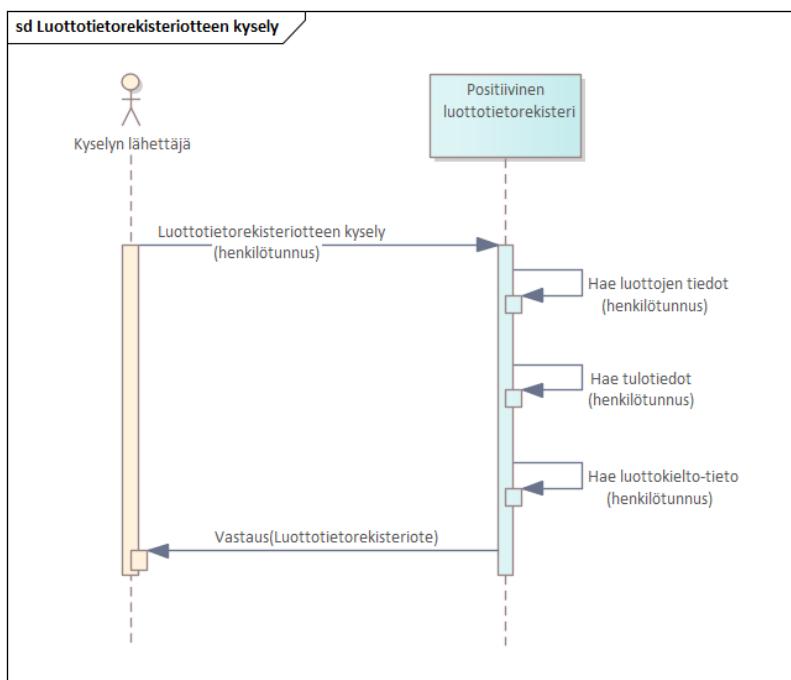 sd Luottotietorekisteriotteen kysely
Kyselyn lähettäjä
Positiivinen
luottotietorekisteri
Luottotietorekisteriotteen kysely
(henkilötunnus)
Hae luottojen tiedot
(henkilötunnus)
Hae tulotiedot
(henkilötunnus)
Hae luottokielto-tieto
(henkilötunnus)
Vastaus(Luottotietorekisteriote)